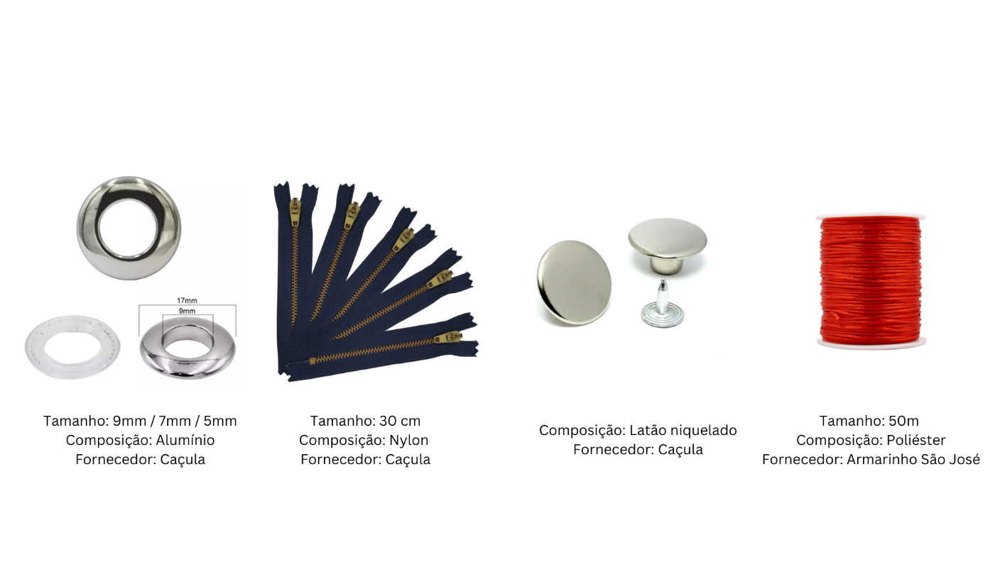 17mm
9mm
Tamanho: 9mm / 7mm / 5mm
Composição: Alumínio
Fornecedor: Caçula
Tamanho: 30 cm
Composição: Nylon
Fornecedor: Caçula
Composição: Latão niquelado
Fornecedor: Caçula
Tamanho: 50m
Composição: Poliéster
Fornecedor: Armarinho São José